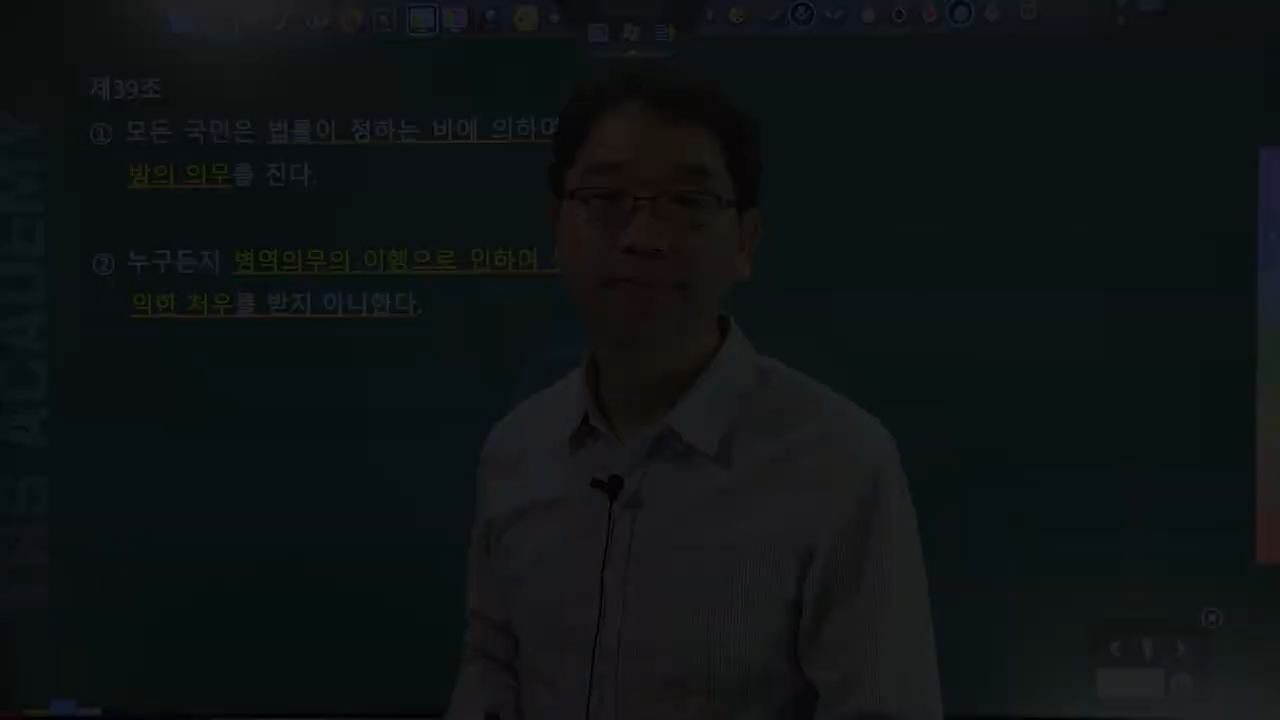 제39조
① 모든 국민은 법률이 정하는 바에 의하여
방의 의무를 진다.
② 누구든지 병역의무의 이행으로 인하여
익한 처우를 받지 아니한다.
ACADEMY